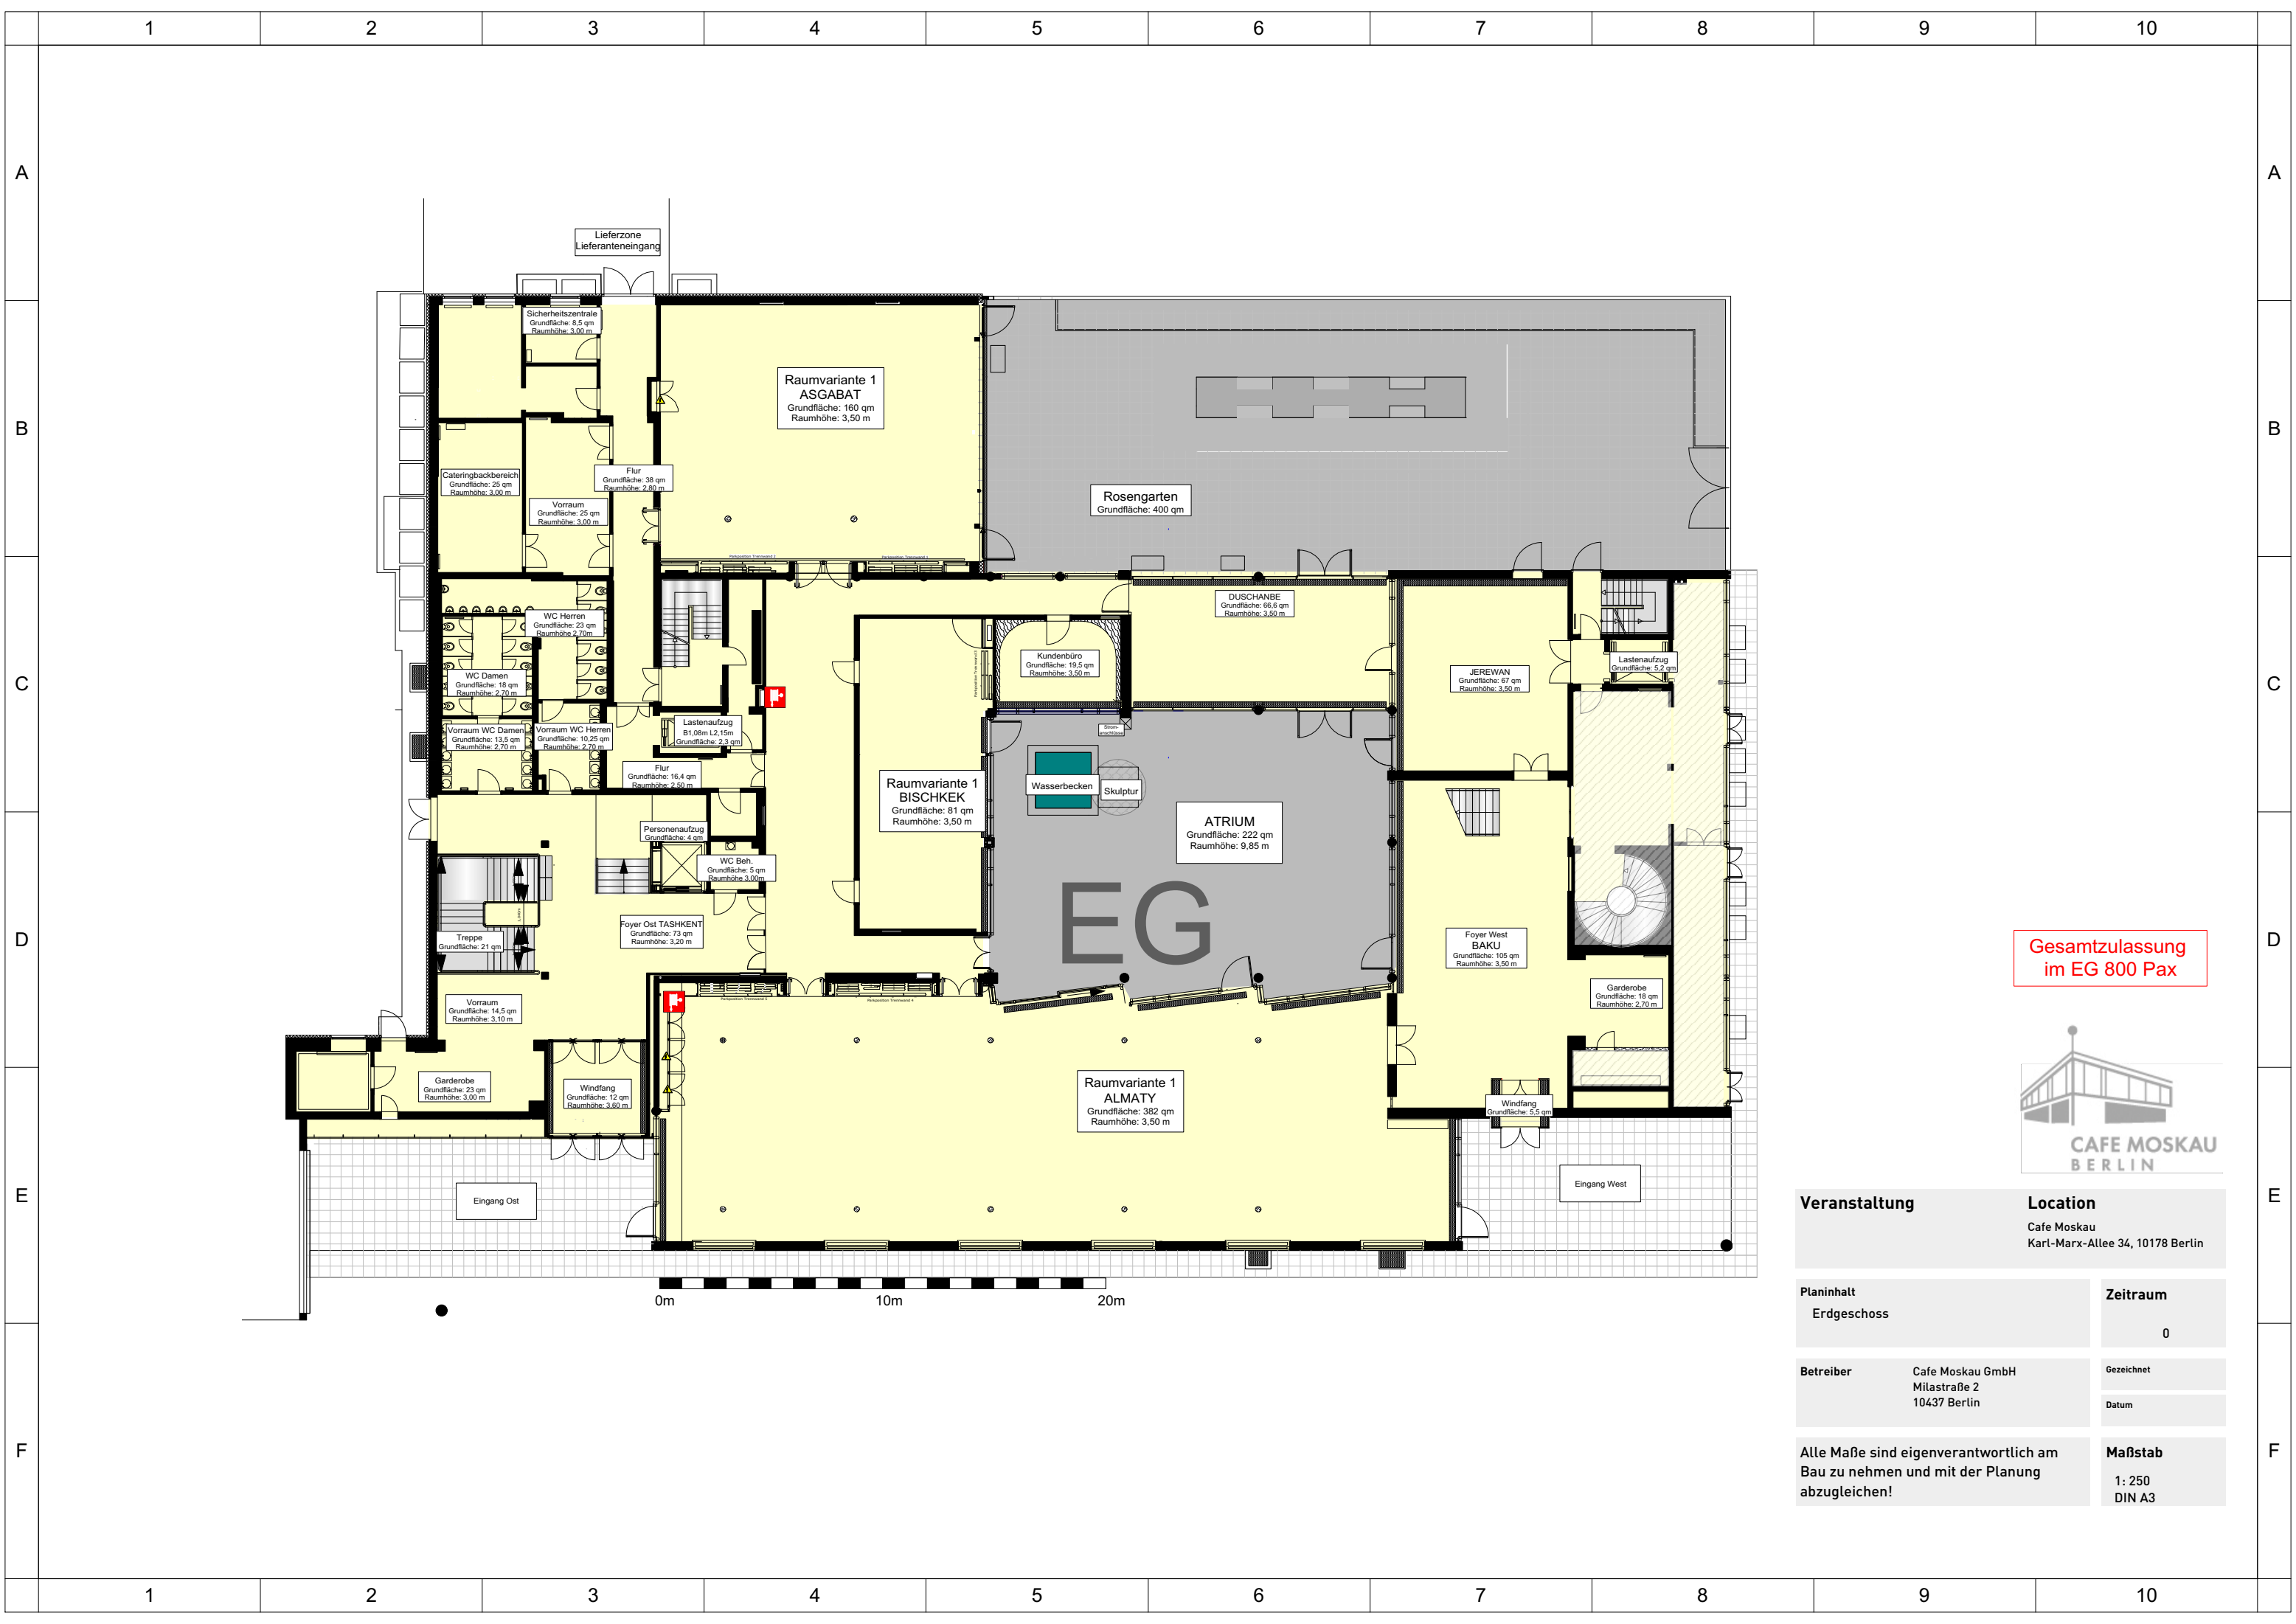 1 2 3 4 5 6 7 8 9 10
A A
Lieferzone
Lieferanteneingang
Sicherheitszentrale
Grundfläche: 8,5 qm
Raumhöhe: 3,00 m
Raumvariante 1
ASGABAT
Grundfläche: 160 qm
Raumhöhe: 3,50 m
B B
Cateringbackbereich
Grundfläche: 25 qm
Raumhöhe: 3,00 m
Flur
Grundfläche: 38 qm
Raumhöhe: 2,80 m
Vorraum
Grundfläche: 25 qm
Raumhöhe: 3,00 m
Rosengarten
Grundfläche: 400 qm
WC Herren
Grundfläche: 23 qm
Raumhöhe 2,70m
DUSCHANBE
Grundfläche: 66,6 qm
Raumhöhe: 3,50 m
C C
WC Damen
Grundfläche: 18 qm
Raumhöhe: 2,70 m
Kundenbüro
Grundfläche: 19,5 qm
Raumhöhe: 3,50 m
JEREWAN
Grundfläche: 67 qm
Raumhöhe: 3,50 m
Lastenaufzug
Grundfläche: 5,2 qm
Vorraum WC Damen
Grundfläche: 13,5 qm
Raumhöhe: 2,70 m
Vorraum WC Herren
Grundfläche: 10,25 qm
Raumhöhe: 2,70 m
Lastenaufzug
B1,08m L2,15m
Grundfläche: 2,3 qm
Flur
Grundfläche: 16,4 qm
Raumhöhe: 2,50 m
Raumvariante 1
BISCHKEK
Grundfläche: 81 qm
Raumhöhe: 3,50 m
Wasserbecken
Skulptur
ATRIUM
Grundfläche: 222 qm
Raumhöhe: 9,85 m
EG
Personenaufzug
Grundfläche: 4 qm
WC Beh.
Grundfläche: 5 qm
Raumhöhe 3,00m
D D
Treppe
Grundfläche: 21 qm
Foyer Ost TASHKENT
Grundfläche: 73 qm
Raumhöhe: 3,20 m
Foyer West
BAKU
Grundfläche: 105 qm
Raumhöhe: 3,50 m
Gesamtzulassung
im EG 800 Pax
Vorraum
Grundfläche: 14,5 qm
Raumhöhe: 3,10 m
Garderobe
Grundfläche: 18 qm
Raumhöhe: 2,70 m
Garderobe
Grundfläche: 23 qm
Raumhöhe: 3,00 m
Windfang
Grundfläche: 12 qm
Raumhöhe: 3,60 m
Raumvariante 1
ALMATY
Grundfläche: 382 qm
Raumhöhe: 3,50 m
Windfang
Grundfläche: 5,5 qm
CAFE MOSKAU
BERLIN
E E
Eingang Ost
Eingang West
0m 10m 20m
Veranstaltung
Location
Cafe Moskau
Karl-Marx-Allee 34, 10178 Berlin
Planinhalt
Erdgeschoss
Zeitraum
0
Betreiber
Cafe Moskau GmbH
Milastraße 2
10437 Berlin
Gezeichnet
Datum
F F
Alle Maße sind eigenverantwortlich am
Bau zu nehmen und mit der Planung
abzugleichen!
Maßstab
1: 250
DIN A3
1 2 3 4 5 6 7 8 9 10